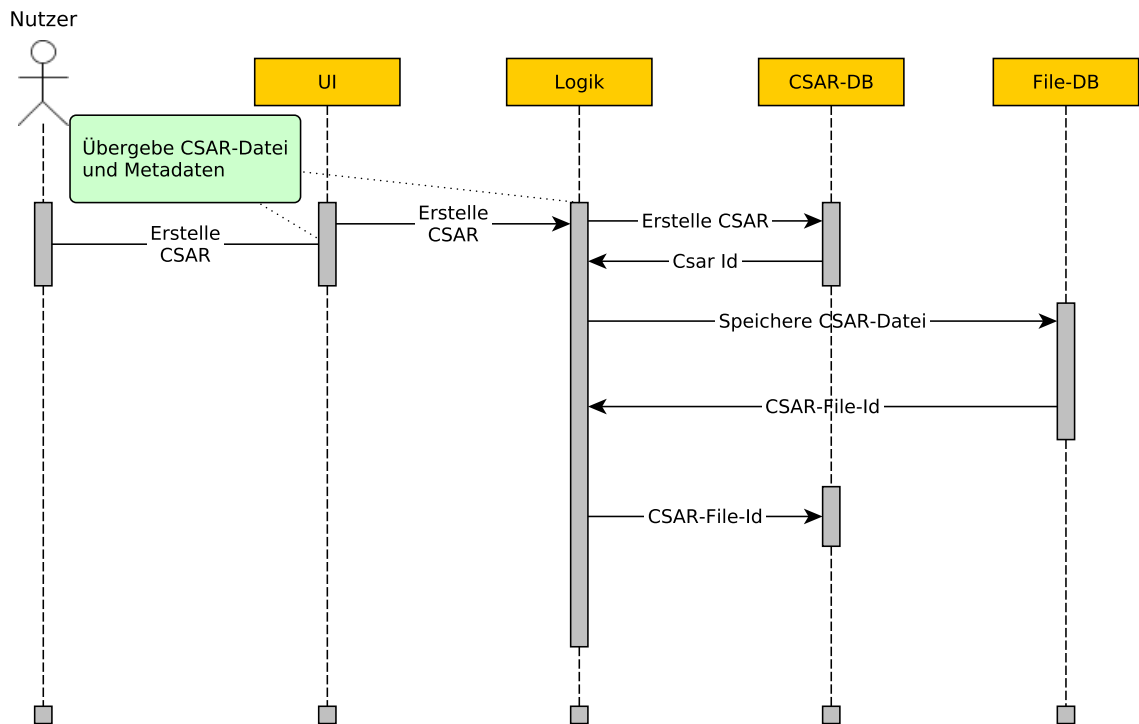 Nutzer
UI
Logik
CSAR-DB
File-DB
Übergebe CSAR-Datei
und Metadaten
Erstelle
CSAR
Erstelle
CSAR
Erstelle CSAR
Csar Id
Speichere CSAR-Datei
CSAR-File-Id
CSAR-File-Id